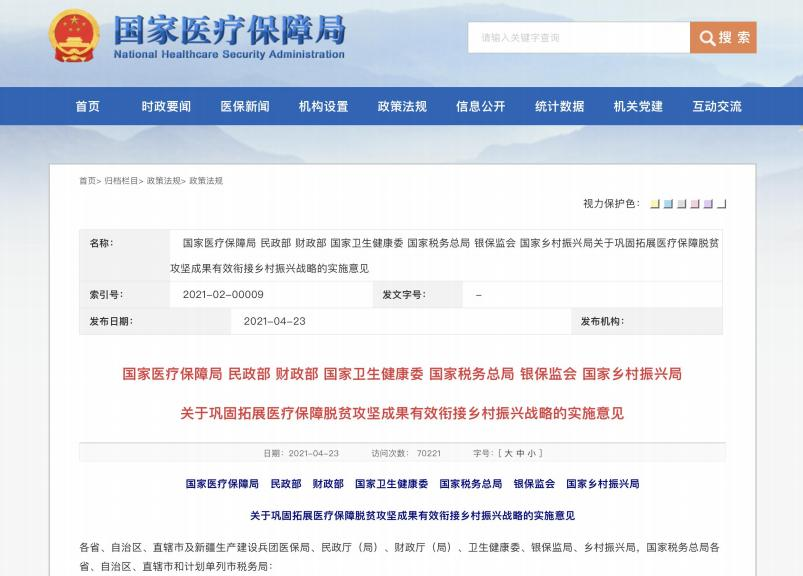 国家医疗保障局
National Healthcare Security Administration
请输入关键字查询
搜 索
首页 时政要闻 医保新闻 机构设置 政策法规 信息公开 统计数据 机关党建 互动交流
首页> 归档栏目> 政策法规> 政策法规
视力保护色：
名称： 国家医疗保障局 民政部 财政部 国家卫生健康委 国家税务总局 银保监会 国家乡村振兴局关于巩固拓展医疗保障脱贫
攻坚成果有效衔接乡村振兴战略的实施意见
索引号： 2021-02-00009 发文字号： –
发布日期： 2021-04-23 发布机构：
国家医疗保障局 民政部 财政部 国家卫生健康委 国家税务总局 银保监会 国家乡村振兴局
关于巩固拓展医疗保障脱贫攻坚成果有效衔接乡村振兴战略的实施意见
日期：2021-04-23 访问次数： 70221 字号：[ 大 中 小 ]
国家医疗保障局 民政部 财政部 国家卫生健康委 国家税务总局 银保监会 国家乡村振兴局
关于巩固拓展医疗保障脱贫攻坚成果有效衔接乡村振兴战略的实施意见
各省、自治区、直辖市及新疆生产建设兵团医保局、民政厅（局）、财政厅（局）、卫生健康委、银保监局、乡村振兴局，国家税务总局各
省、自治区、直辖市和计划单列市税务局：